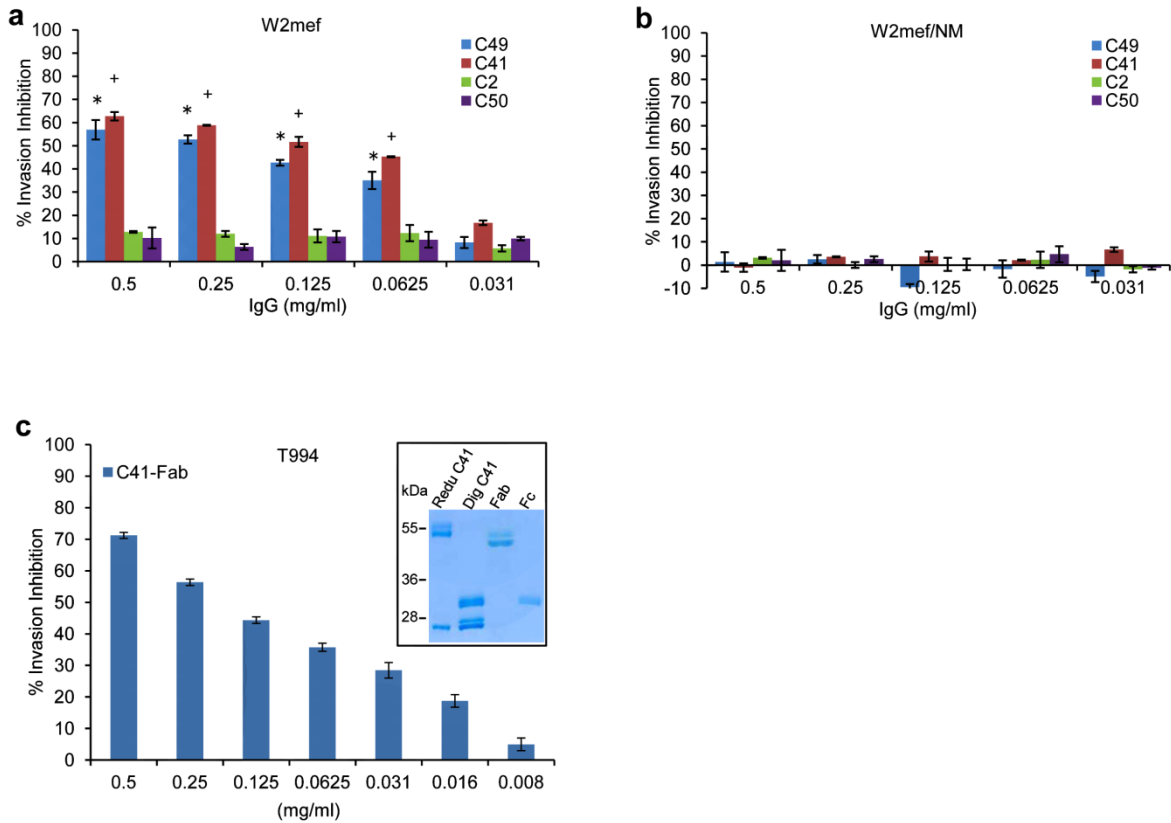 a
W2mef
% Invasion Inhibition
100
90
80
70
60
50
40
30
20
10
0
C49
C41
C2
C50
* + * + * + * +
0.5 0.25 0.125 0.0625 0.031
IgG (mg/ml)
b
W2mef/NM
% Invasion Inhibition
100
90
80
70
60
50
40
30
20
10
0
-10
C49
C41
C2
C50
0.5 0.25 0.125 0.0625 0.031
IgG (mg/ml)
c
T994
% Invasion Inhibition
100
90
80
70
60
50
40
30
20
10
0
C41-Fab
kDa
Redu C41
Dig C41
Fab
Fc
55
36
28
0.5 0.25 0.125 0.0625 0.031 0.016 0.008
(mg/ml)